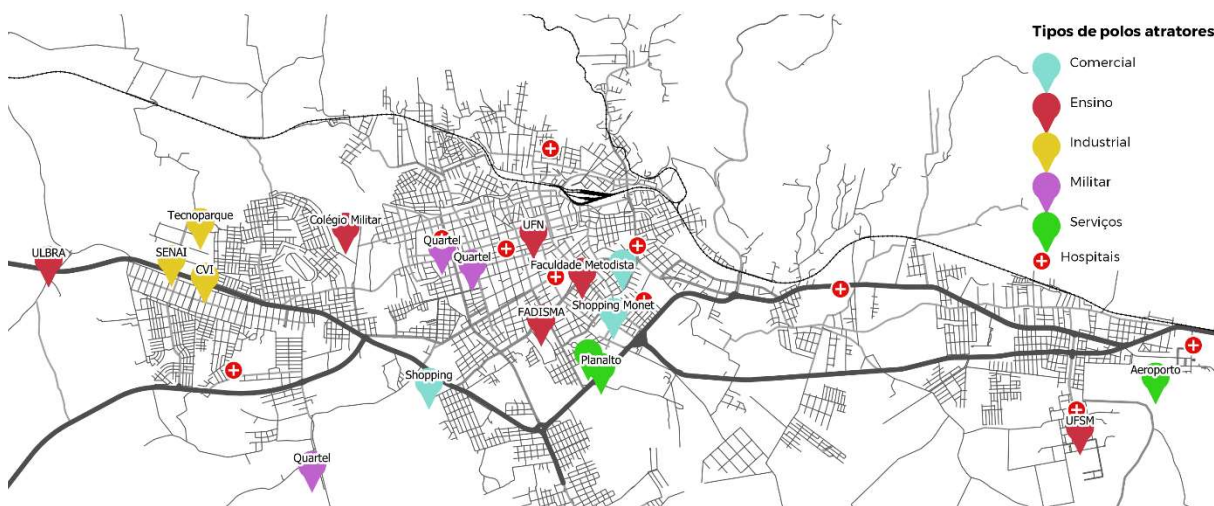 Tipos de polos atratores
Comercial
Ensino
Industrial
Militar
Serviços
Hospitais
Tecnoparque
Colégio Militar
UFN
ULBRA
SENAI
CVI
Quartel
Quartel
Faculdade Metodista
Shopping Monet
FADISMA
Planalto
Shopping
Aeroporto
UFSM
Quartel